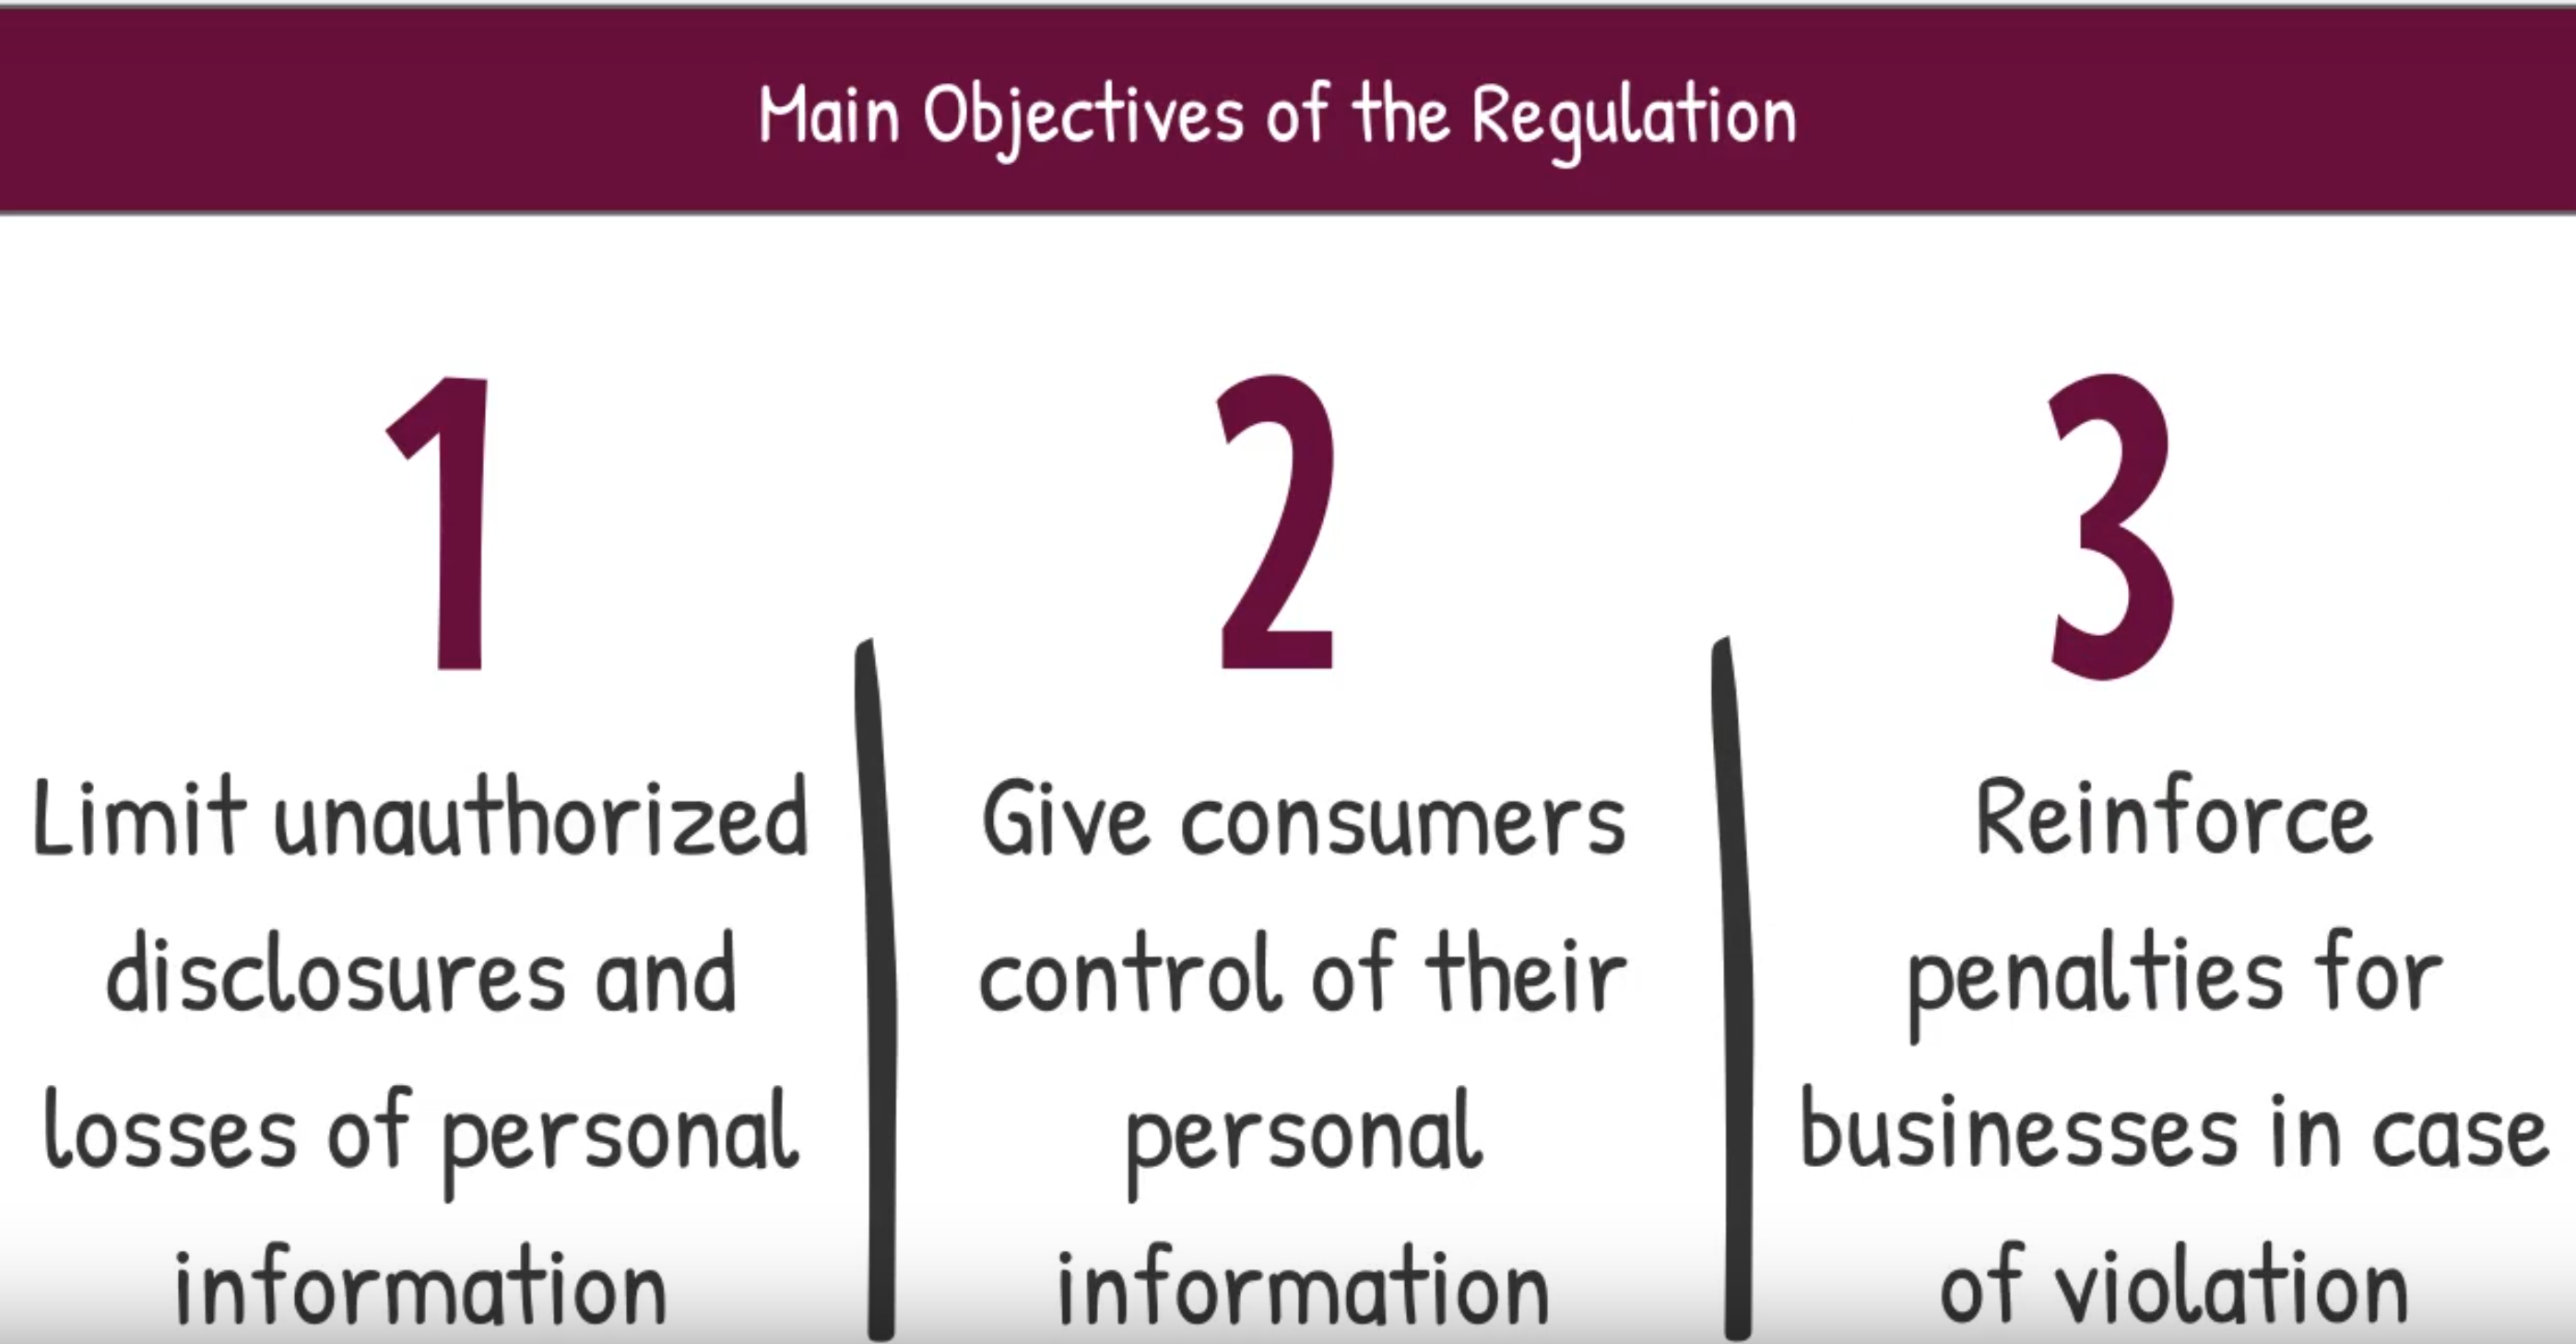 Main Objectives of the Regulation
1
Limit unauthorized
disclosures and
losses of personal
information
2
Give consumers
control of their
personal
information
3
Reinforce
penalties for
businesses in case
of violation